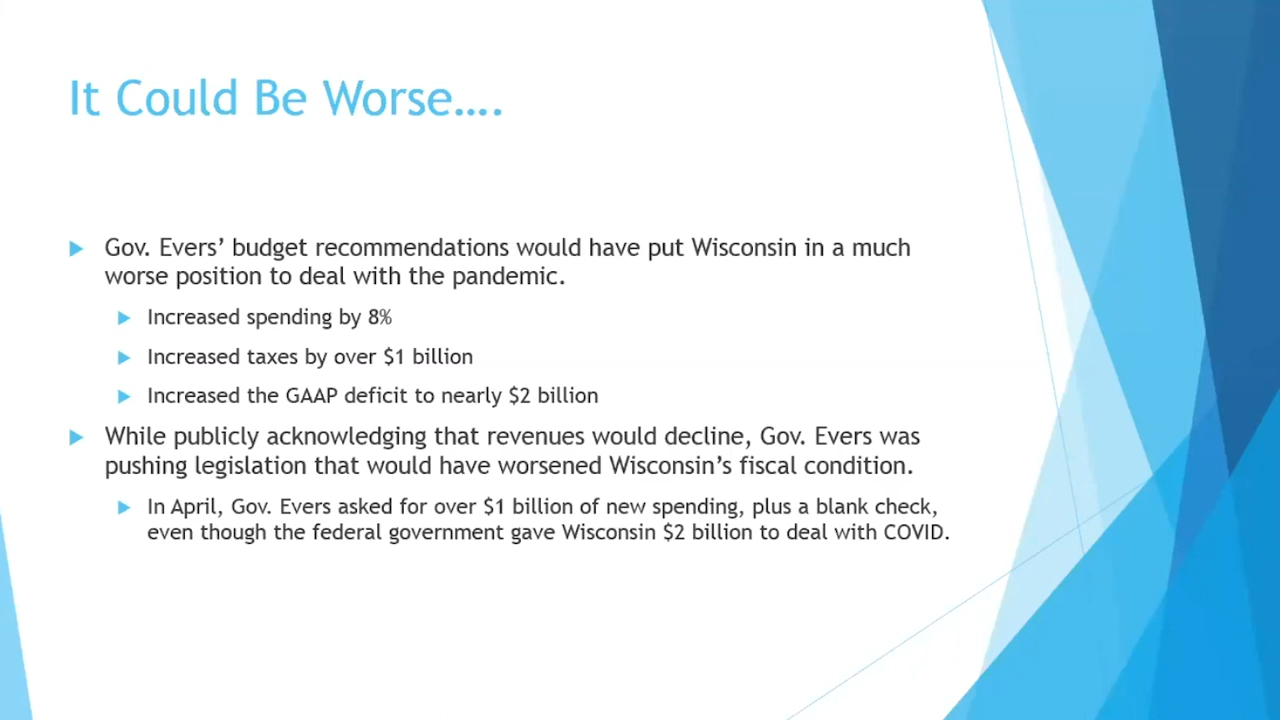 It Could Be Worse....
Gov. Evers’ budget recommendations would have put Wisconsin in a much
worse position to deal with the pandemic.
Increased spending by 8%
Increased taxes by over $1 billion
Increased the GAAP deficit to nearly $2 billion
While publicly acknowledging that revenues would decline, Gov. Evers was
pushing legislation that would have worsened Wisconsin’s fiscal condition.
In April, Gov. Evers asked for over $1 billion of new spending, plus a blank check,
even though the federal government gave Wisconsin $2 billion to deal with COVID.